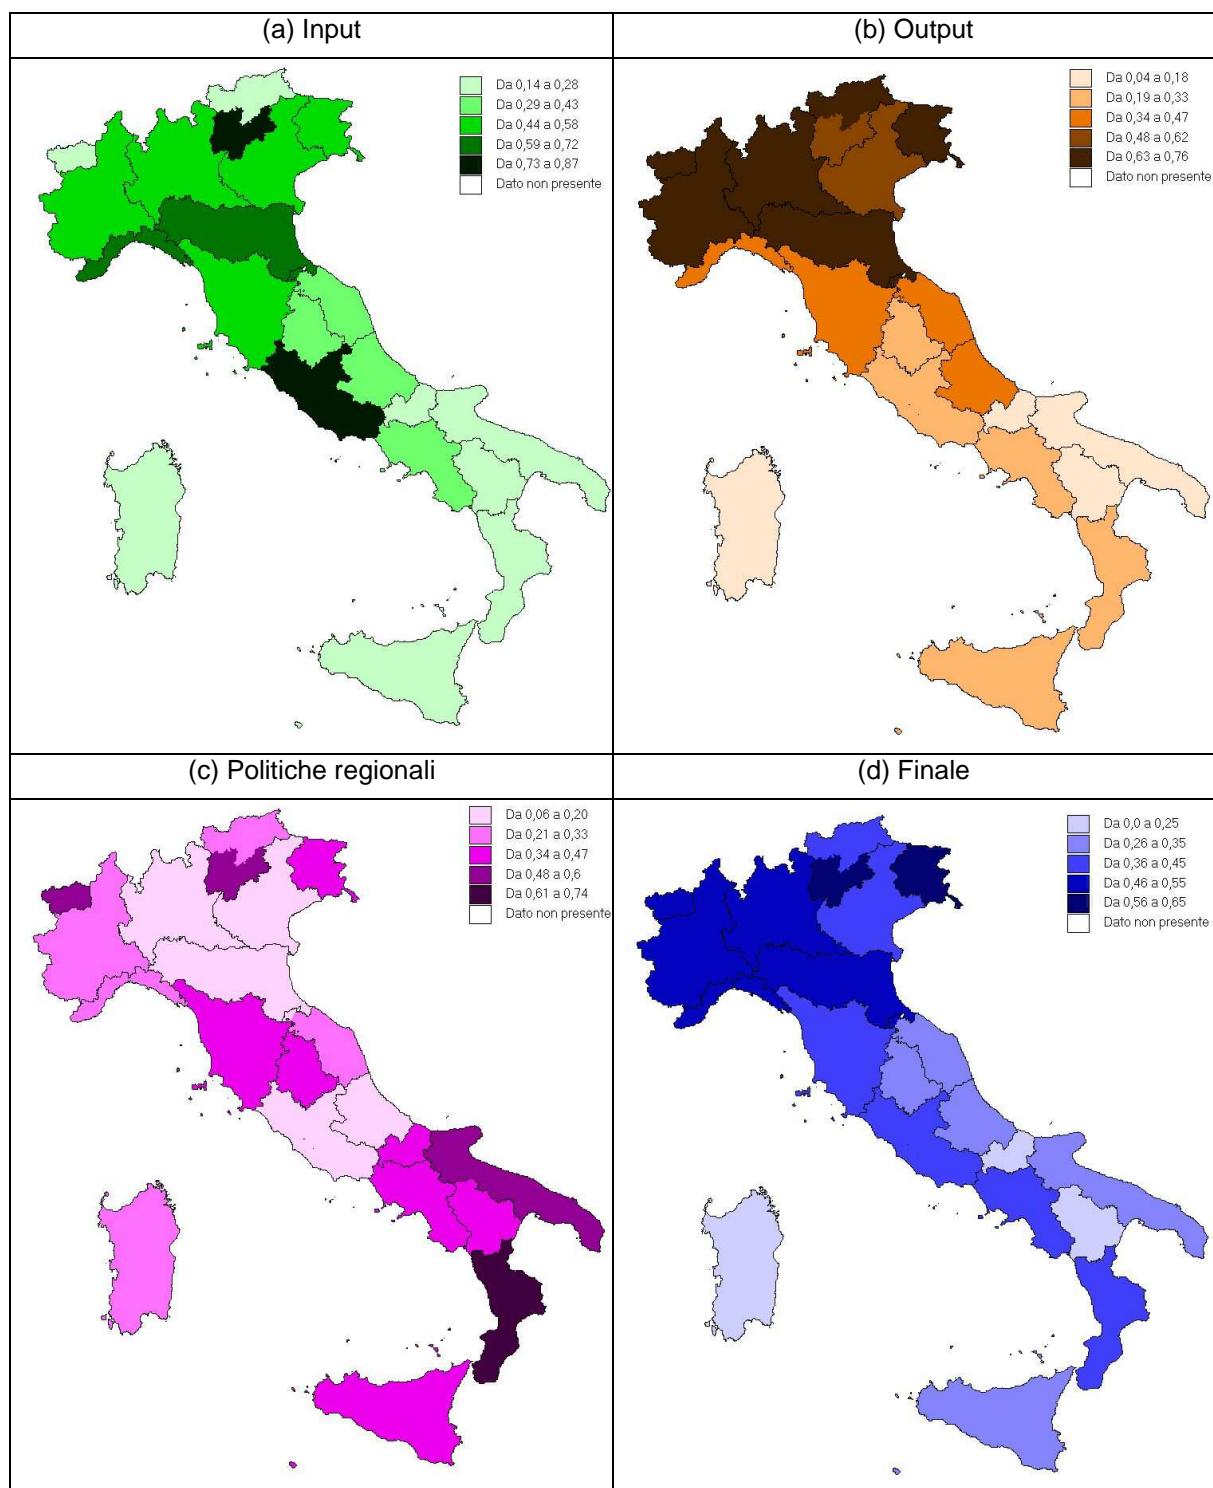 (a) Input
(b) Output
Da 0,14 a 0,28
Da 0,29 a 0,43
Da 0,44 a 0,58
Da 0,59 a 0,72
Da 0,73 a 0,87
Dato non presente
Da 0,04 a 0,18
Da 0,19 a 0,33
Da 0,34 a 0,47
Da 0,48 a 0,62
Da 0,63 a 0,76
Dato non presente
(c) Politiche regionali
(d) Finale
Da 0,06 a 0,20
Da 0,21 a 0,33
Da 0,34 a 0,47
Da 0,48 a 0,6
Da 0,61 a 0,74
Dato non presente
Da 0,0 a 0,25
Da 0,26 a 0,35
Da 0,36 a 0,45
Da 0,46 a 0,55
Da 0,56 a 0,65
Dato non presente